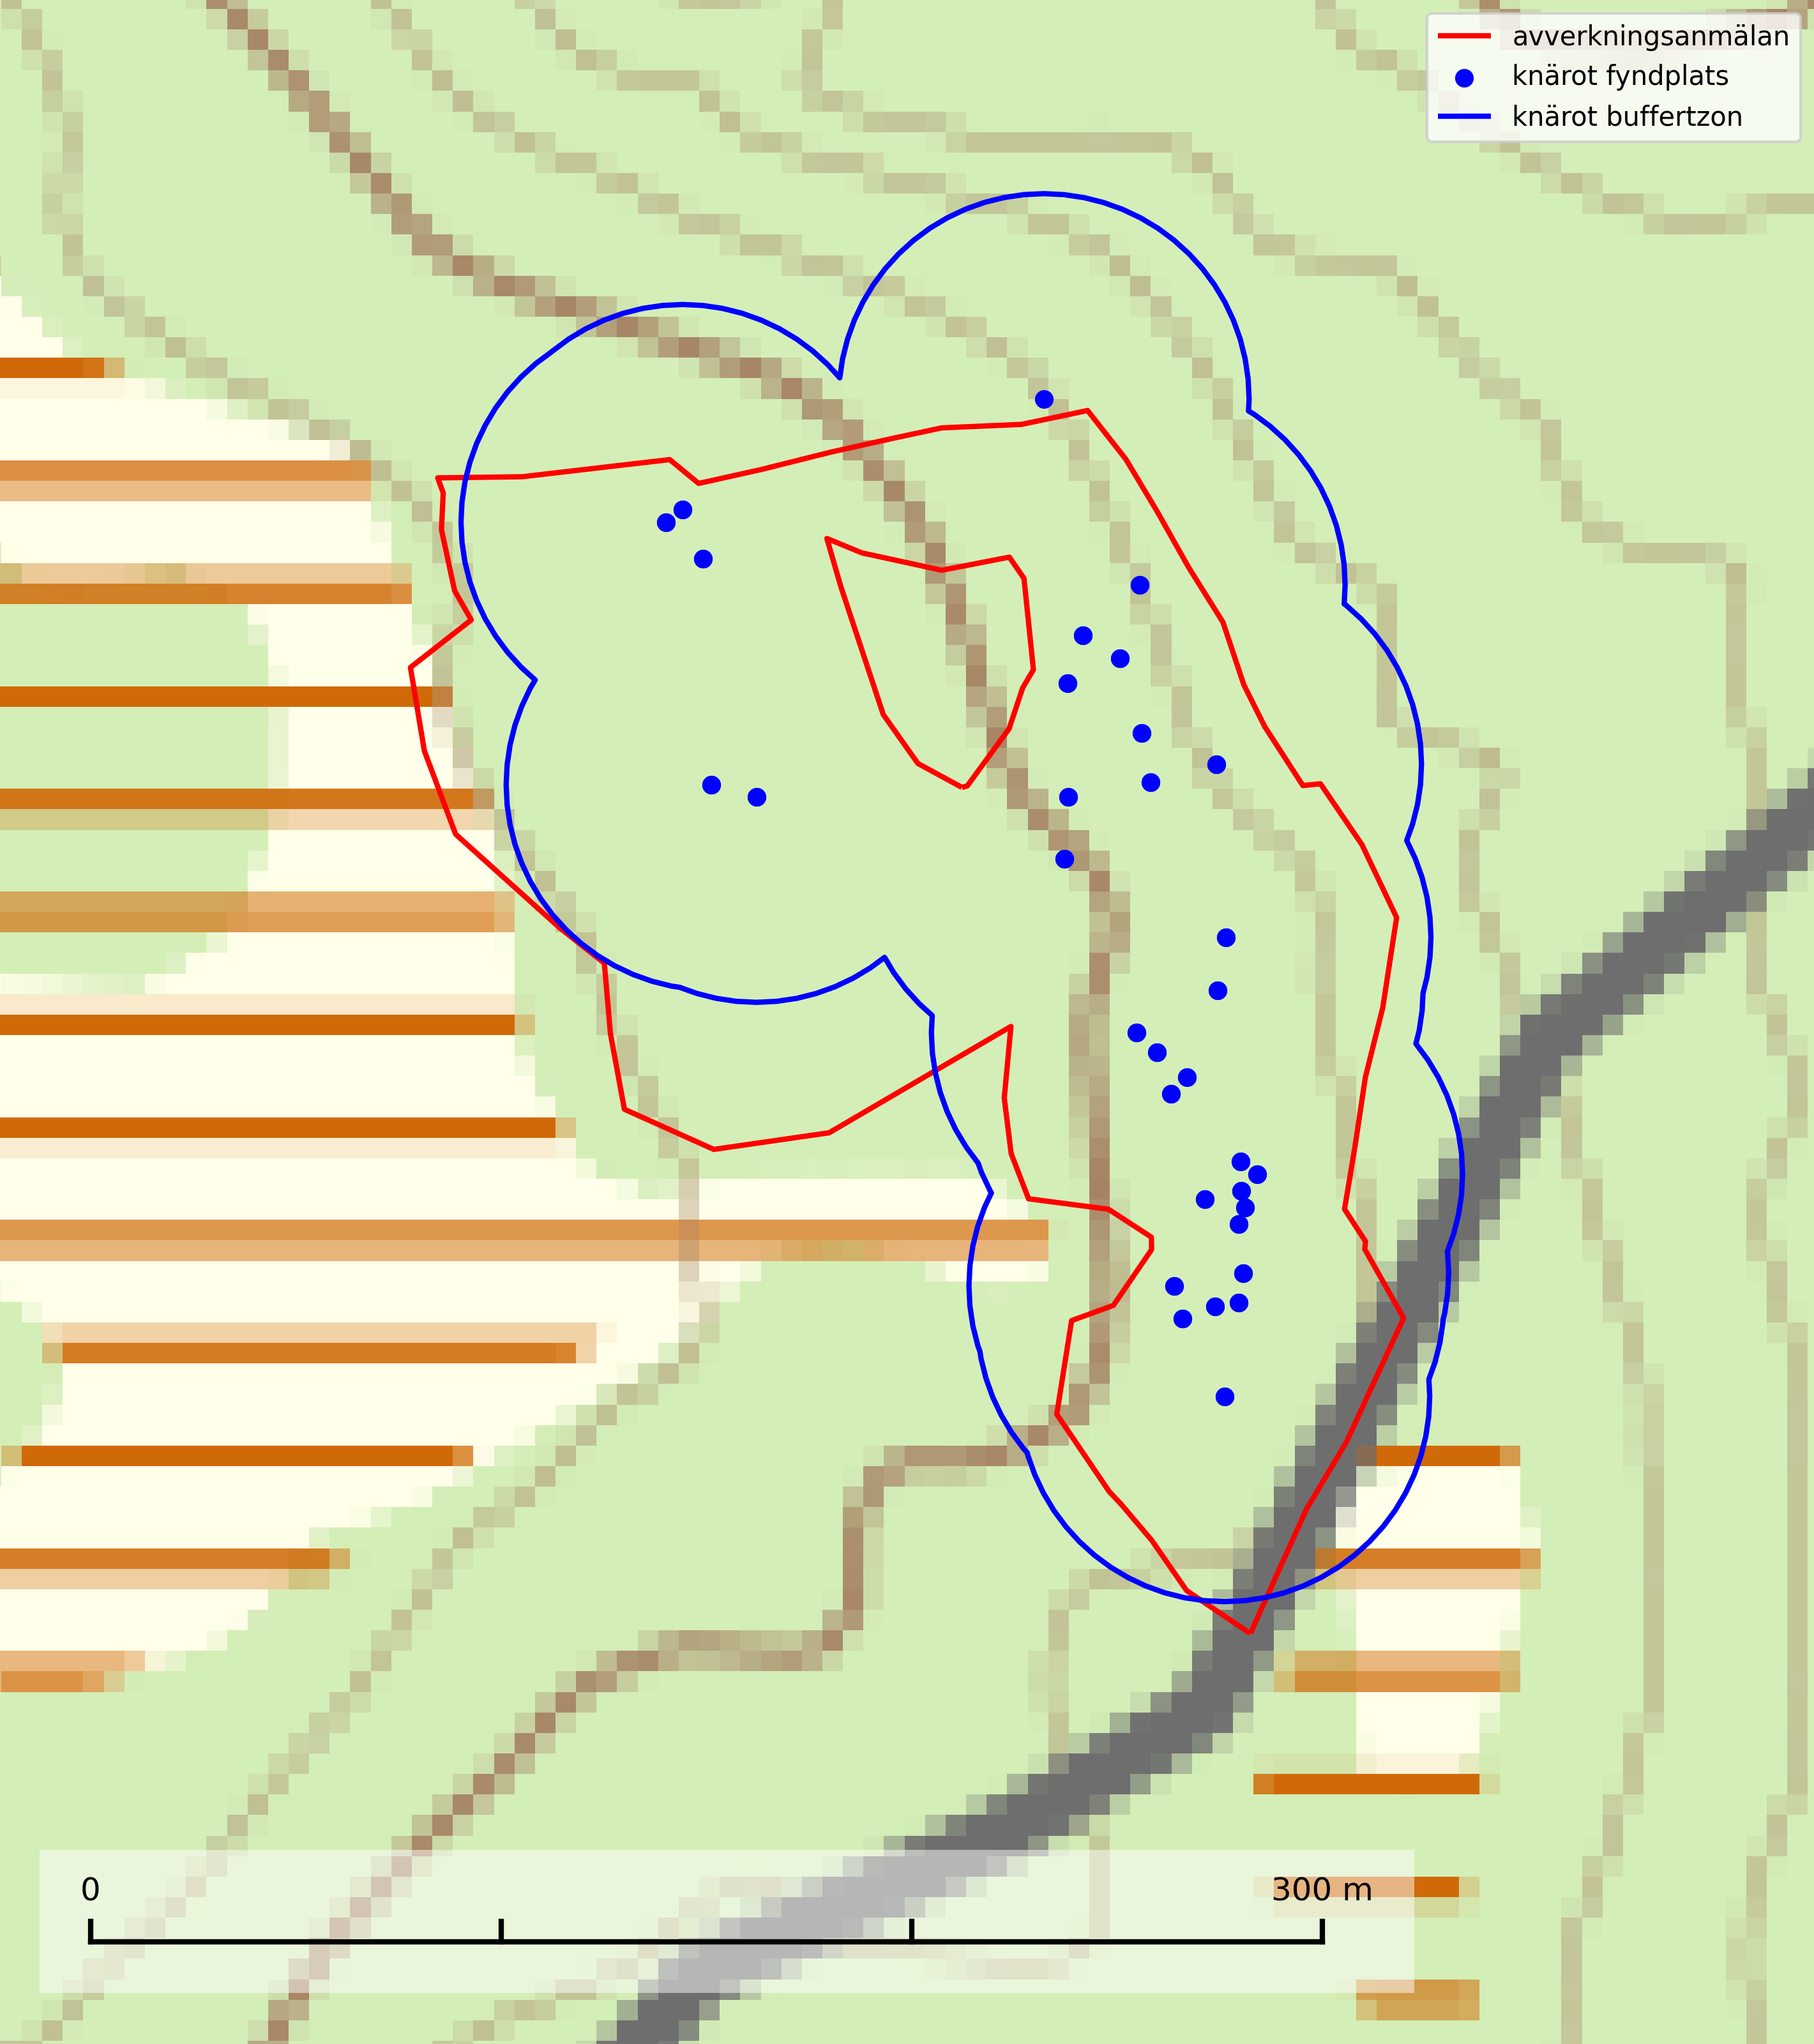 avverkningsanmälan
knärot fyndplats
knärot buffertzon
0 300 m